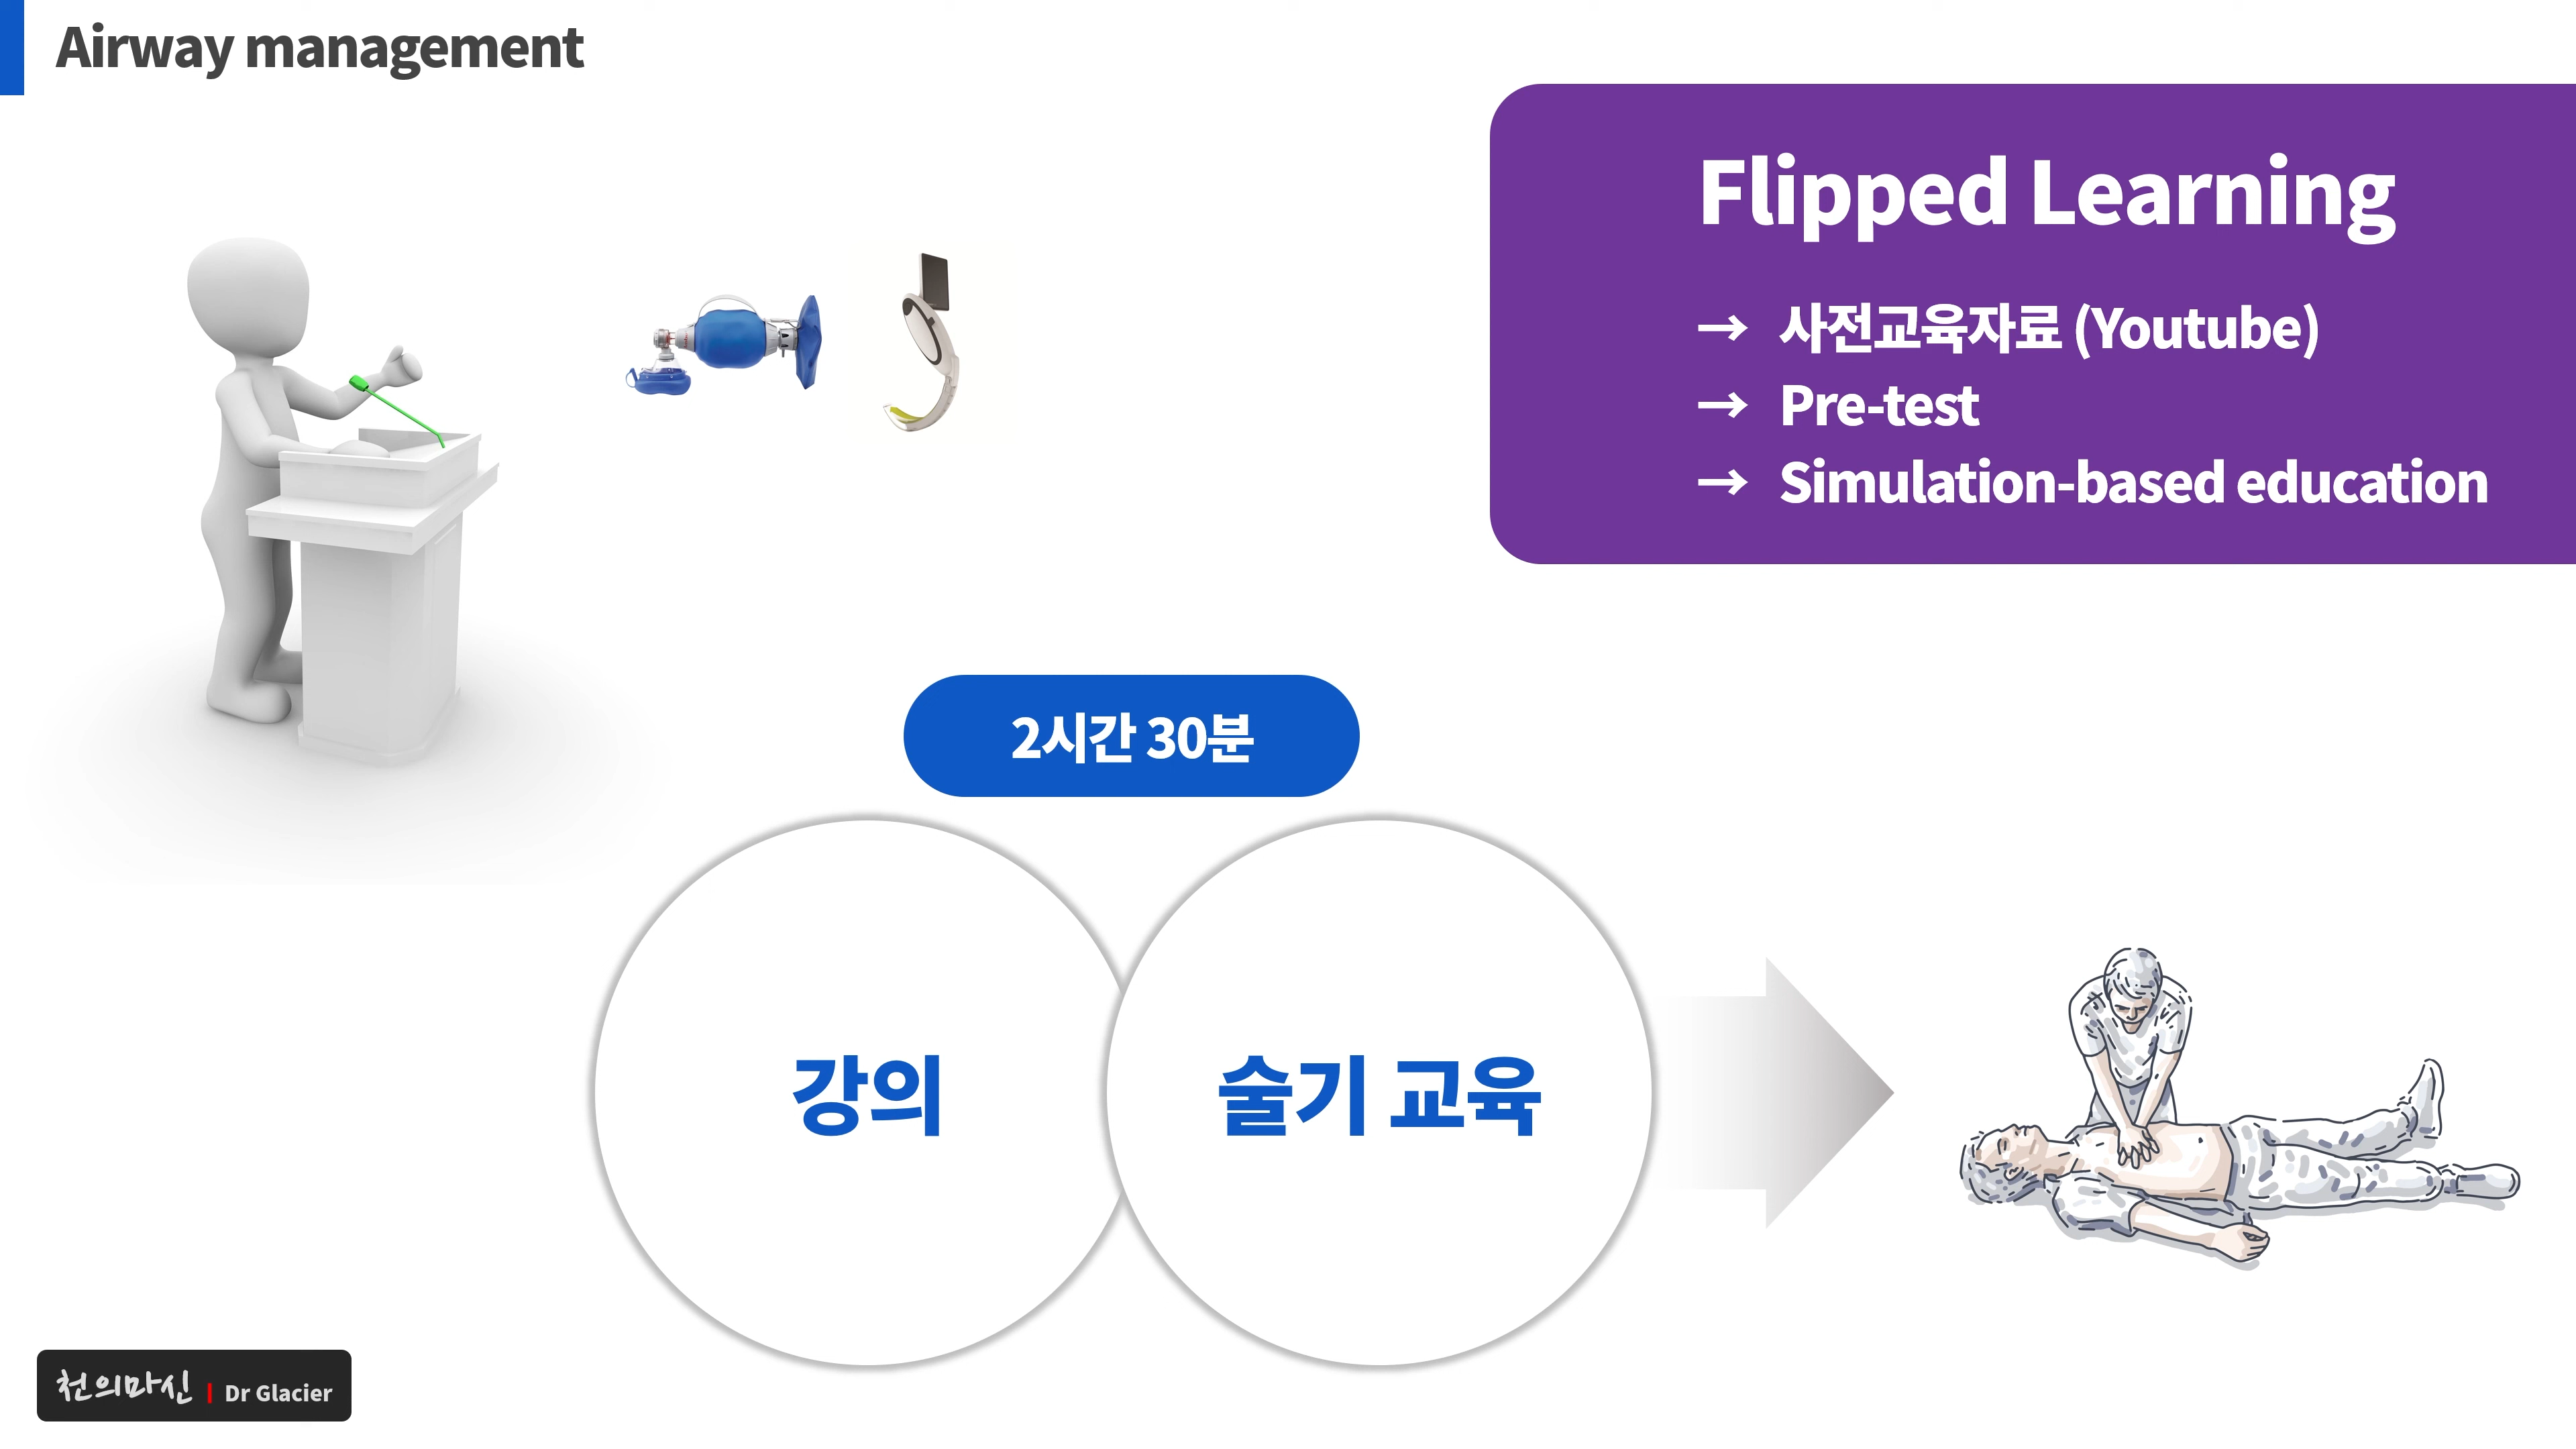 Airway management
Flipped Learning
→ 사전교육자료 (Youtube)
→ Pre-test
→ Simulation-based education
2시간 30분
강의
술기 교육
천의마신 | Dr Glacier